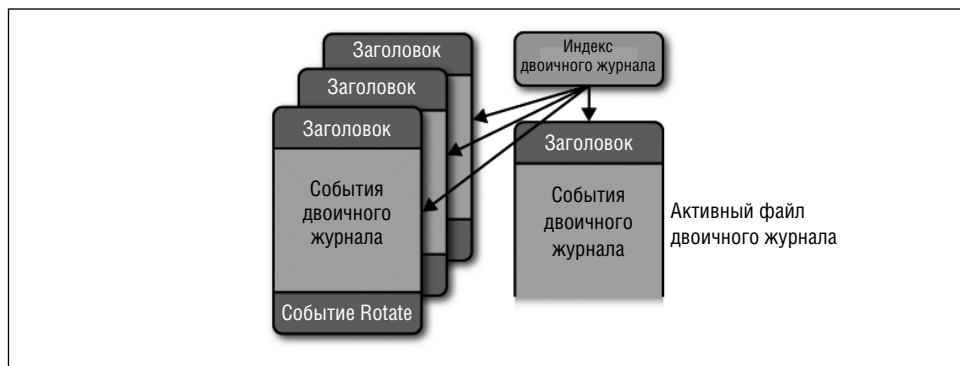 Заголовок
Заголовок
Заголовок
События
двоичного
журнала
Событие Rotate
Индекс
двоичного журнала
Заголовок
События
двоичного
журнала
Активный файл
двоичного журнала